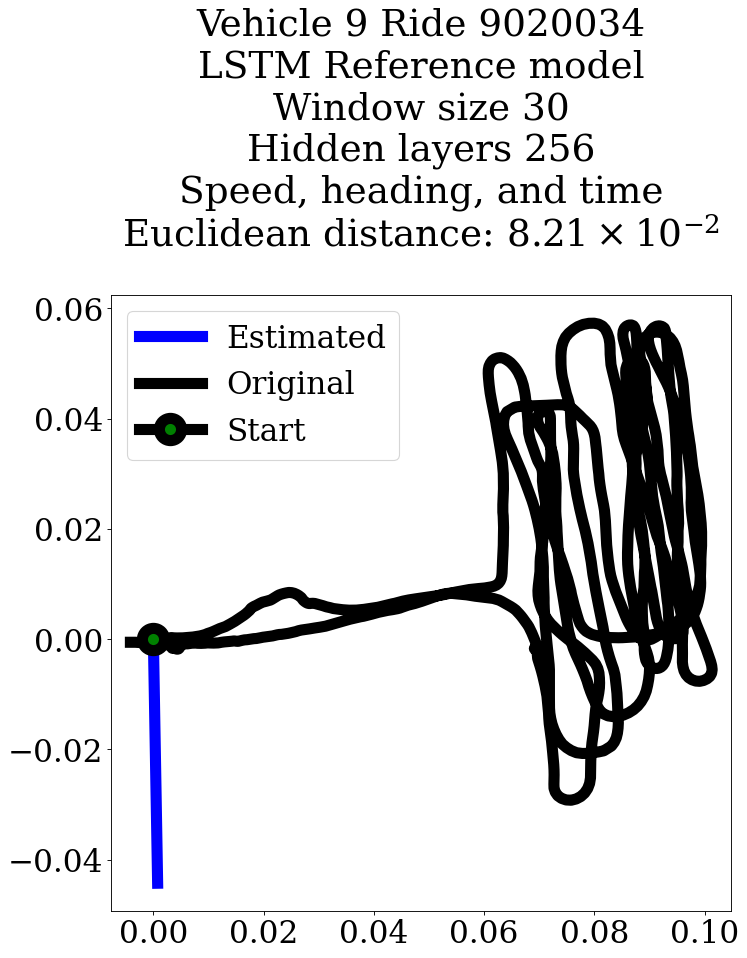 Vehicle 9 Ride 9020034
LSTM Reference model
Window size 30
Hidden layers 256
Speed, heading, and time
Euclidean distance: 8.21 × 10⁻²
Estimated
Original
Start
0.06
0.04
0.02
0.00
−0.02
−0.04
0.00 0.02 0.04 0.06 0.08 0.10